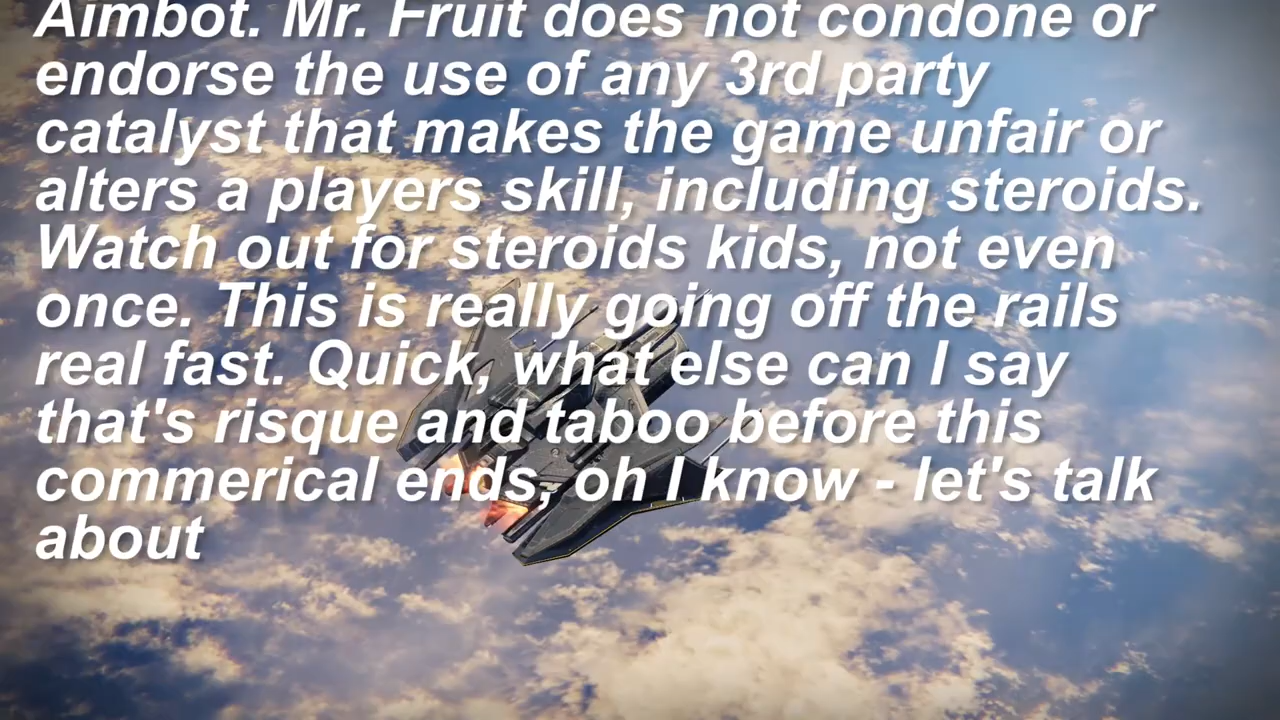 Aimbot. Mr. Fruit does not condone or
endorse the use of any 3rd party
catalyst that makes the game unfair or
alters a players skill, including steroids.
Watch out for steroids kids, not even
once. This is really going off the rails
real fast. Quick, what else can I say
that's risque and taboo before this
commerical ends, oh I know - let's talk
about